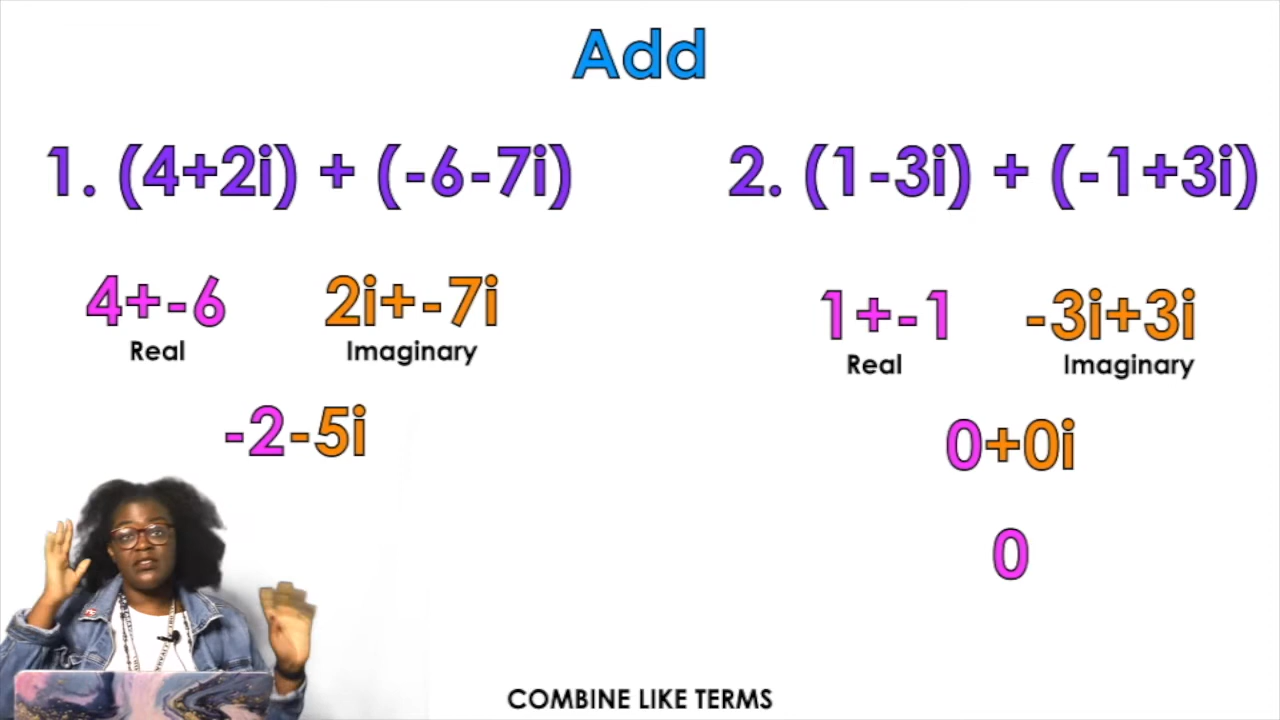 Add
1. (4+2i) + (-6-7i)
4+-6
2i+-7i
Real
Imaginary
-2-5i
2. (1-3i) + (-1+3i)
1+-1
-3i+3i
Real
Imaginary
0+0i
0
COMBINE LIKE TERMS